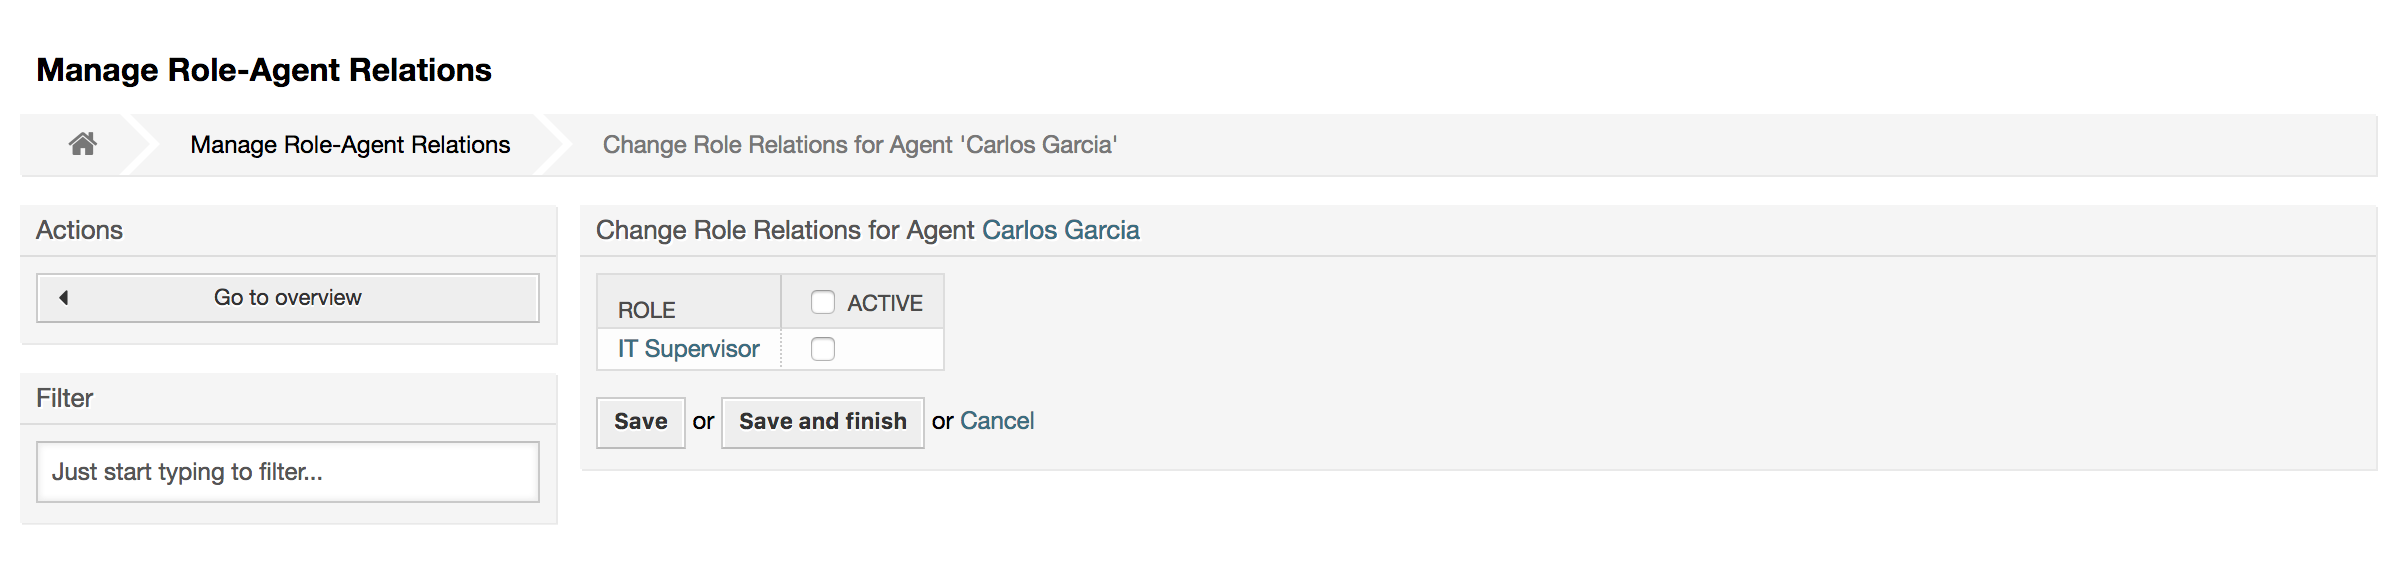 Manage Role-Agent Relations
Manage Role-Agent Relations Change Role Relations for Agent 'Carlos Garcia'
Actions
Go to overview
Filter
Just start typing to filter...
Change Role Relations for Agent Carlos Garcia
ROLE ACTIVE
IT Supervisor
Save or Save and finish or Cancel